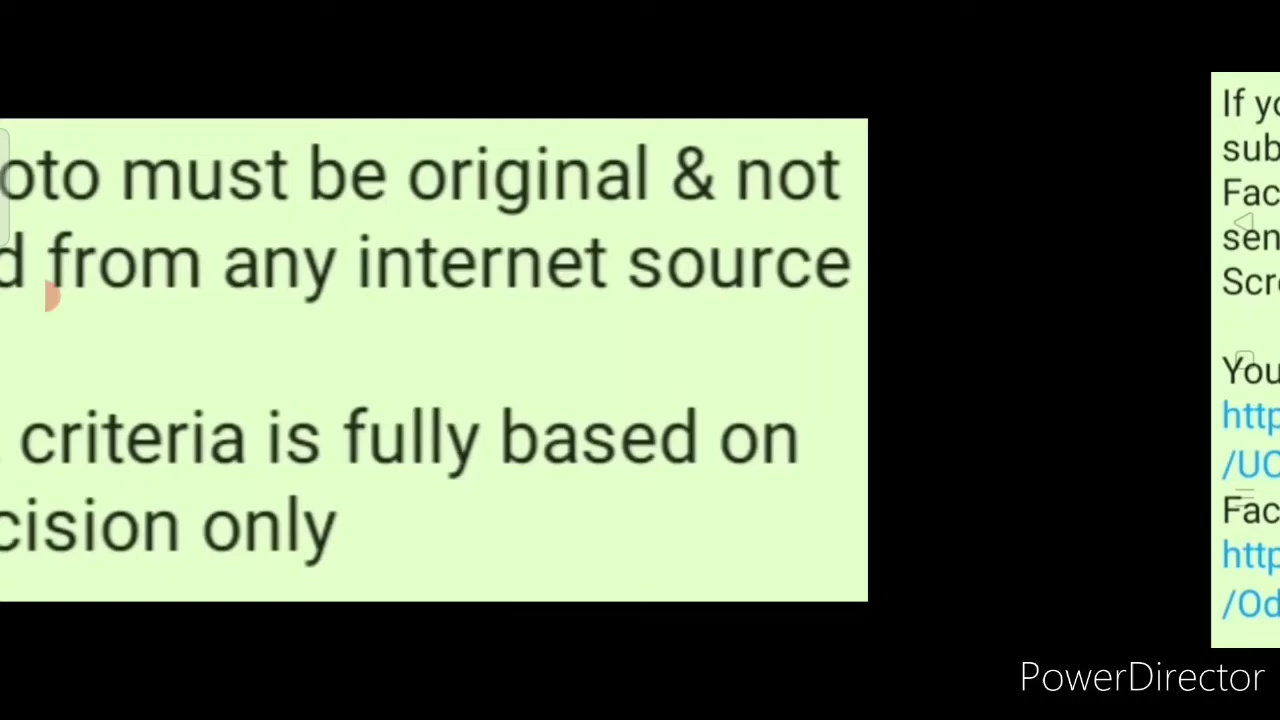 oto must be original & not
d from any internet source
criteria is fully based on
cision only
If yo
sub
Fac
sen
Scre
You
http
/UC
Fac
http
/Od
PowerDirector